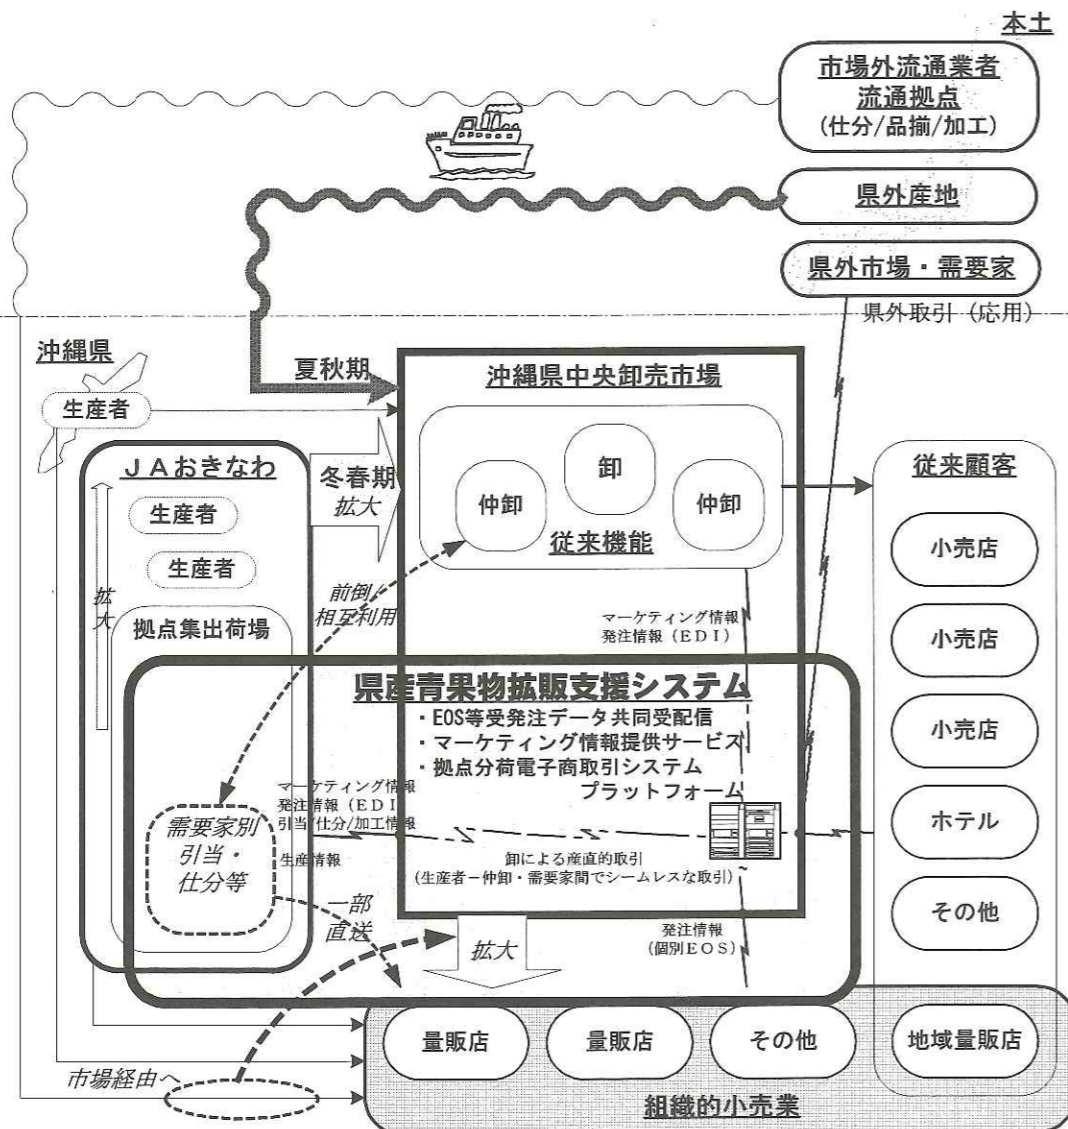 本土
市場外流通業者
流通拠点
(仕分/品揃/加工)
県外産地
県外市場・需要家
県外取引（応用）
沖縄県
生産者
夏秋期
沖縄県中央卸売市場
卸
仲卸
仲卸
従来機能
ＪＡおきなわ
生産者
生産者
拡大
拠点集出荷場
冬春期
拡大
前倒/
相互利用
マーケティング情報
発注情報（ＥＤＩ）
従来顧客
小売店
小売店
小売店
ホテル
その他
地域量販店
県産青果物拡販支援システム
・EOS等受発注データ共同受配信
・マーケティング情報提供サービス
・拠点分荷電子商取引システム
プラットフォーム
マーケティング情報
発注情報（ＥＤＩ
引当/仕分/加工情報
生産情報
需要家別
引当・
仕分等
卸による産直的取引
(生産者－仲卸・需要家間でシームレスな取引)
一部
直送
拡大
発注情報
(個別ＥＯＳ)
市場経由へ
量販店
量販店
その他
組織的小売業